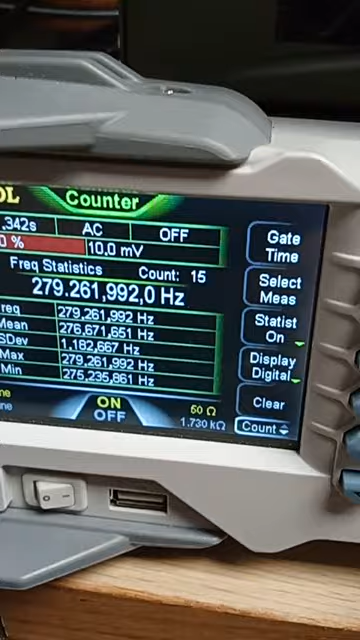 OL Counter
.342s AC OFF
0 % 10.0 mV
Freq Statistics Count: 15
279.261,992,0 Hz
req 279,261,992 Hz
Mean 276,671,651 Hz
SDev 1,182,667 Hz
Max 279,261,992 Hz
Min 275,235,861 Hz
me
ne
ON
OFF
50 Ω
1.730 kΩ
Gate
Time
Select
Meas
Statist
On
Display
Digital
Clear
Count